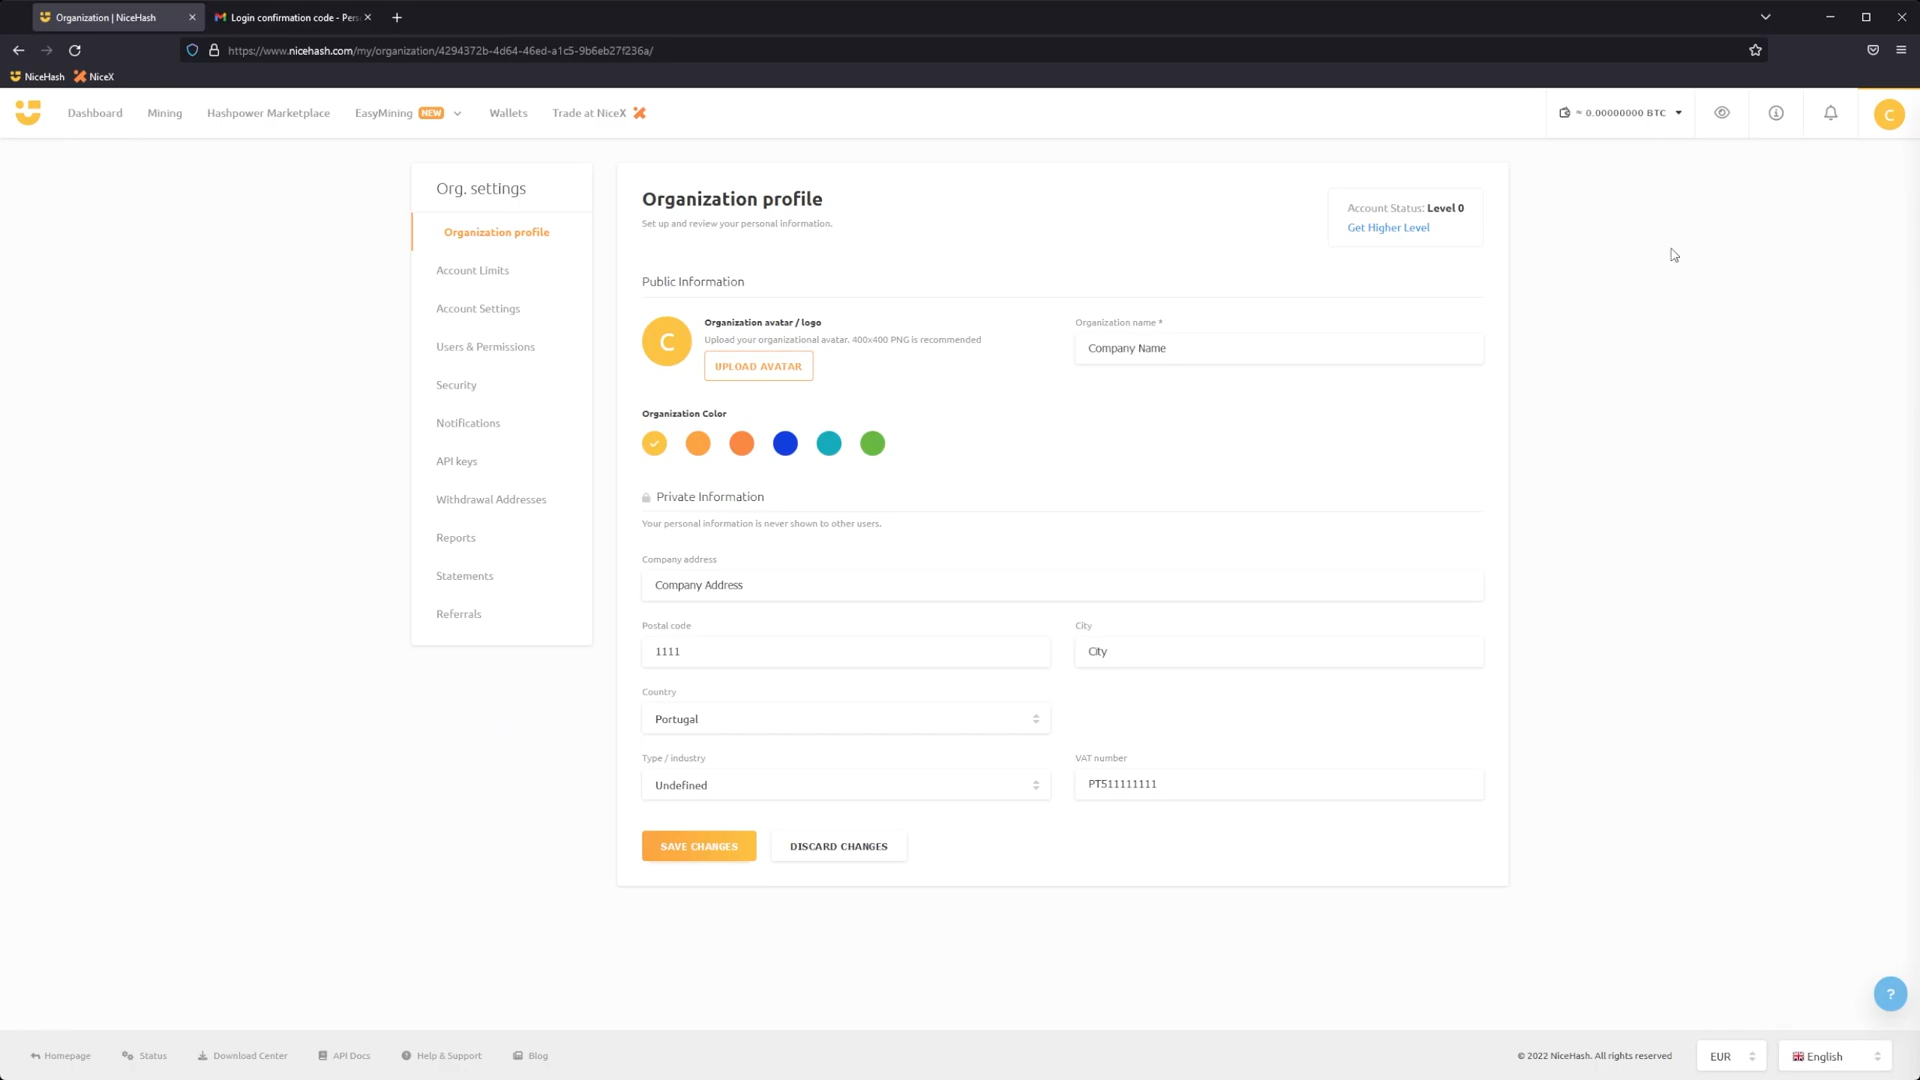 Organization | NiceHash
Login confirmation code - Pers
https://www.nicehash.com/my/organization/4294372b-4d64-46ed-a1c5-9b6eb27f236a/
NiceHash
NiceX
Dashboard
Mining
Hashpower Marketplace
EasyMining NEW
Wallets
Trade at NiceX
≈ 0.00000000 BTC
C
Org. settings
Organization profile
Account Limits
Account Settings
Users & Permissions
Security
Notifications
API keys
Withdrawal Addresses
Reports
Statements
Referrals
Organization profile
Set up and review your personal information.
Account Status: Level 0
Get Higher Level
Public Information
C
Organization avatar / logo
Upload your organizational avatar. 400x400 PNG is recommended
UPLOAD AVATAR
Organization name *
Company Name
Organization Color
Private Information
Your personal information is never shown to other users.
Company address
Company Address
Postal code
1111
City
City
Country
Portugal
Type / industry
Undefined
VAT number
PT511111111
SAVE CHANGES
DISCARD CHANGES
?
Homepage
Status
Download Center
API Docs
Help & Support
Blog
© 2022 NiceHash. All rights reserved
EUR
English